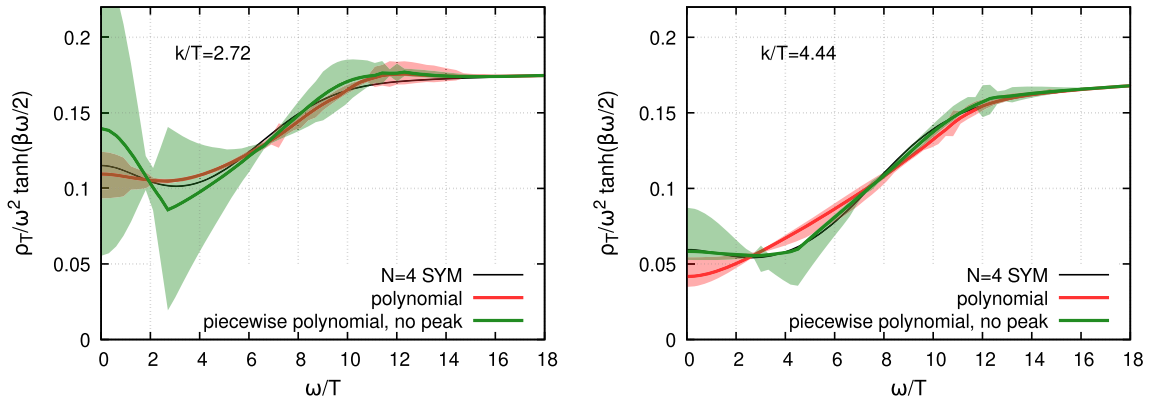 0.2
0.15
0.1
0.05
0
0 2 4 6 8 10 12 14 16 18
ρT/ω² tanh(βω/2)
ω/T
k/T=2.72
N=4 SYM
polynomial
piecewise polynomial, no peak
0.2
0.15
0.1
0.05
0
0 2 4 6 8 10 12 14 16 18
ρT/ω² tanh(βω/2)
ω/T
k/T=4.44
N=4 SYM
polynomial
piecewise polynomial, no peak